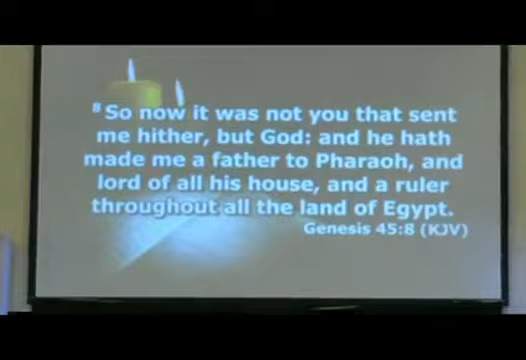 8 So now it was not you that sent
me hither, but God: and he hath
made me a father to Pharaoh, and
lord of all his house, and a ruler
throughout all the land of Egypt.
Genesis 45:8 (KJV)